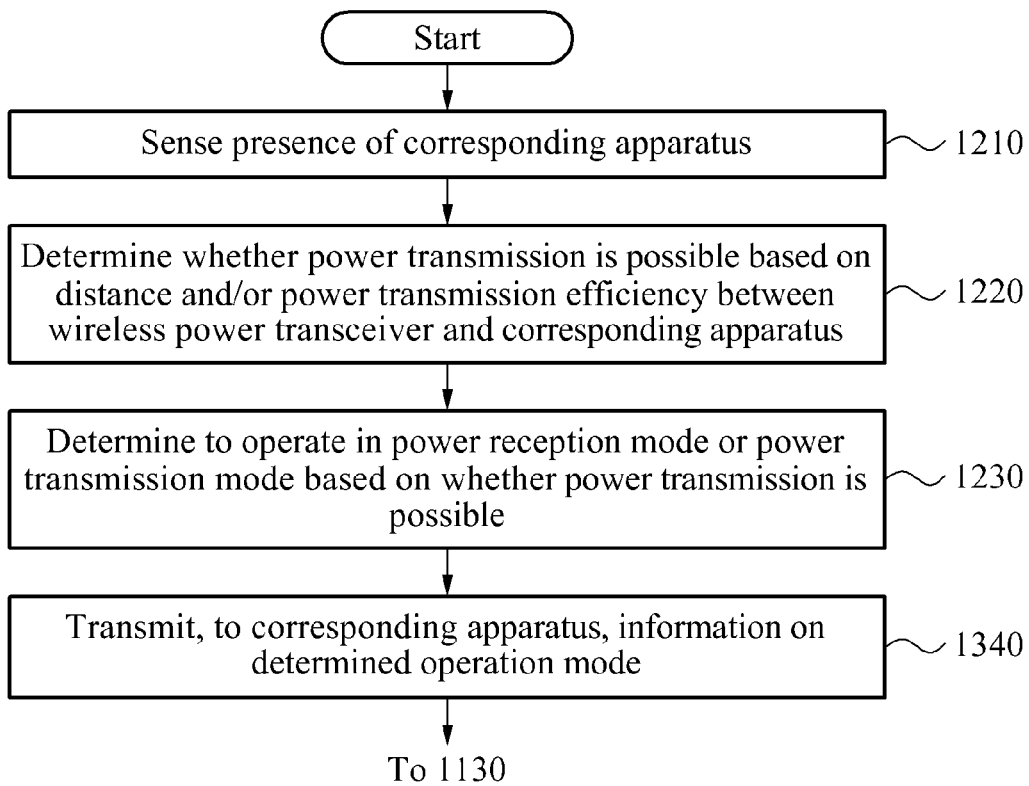 Start
Sense presence of corresponding apparatus
1210
Determine whether power transmission is possible based on
distance and/or power transmission efficiency between
wireless power transceiver and corresponding apparatus
1220
Determine to operate in power reception mode or power
transmission mode based on whether power transmission is
possible
1230
Transmit, to corresponding apparatus, information on
determined operation mode
1340
To 1130